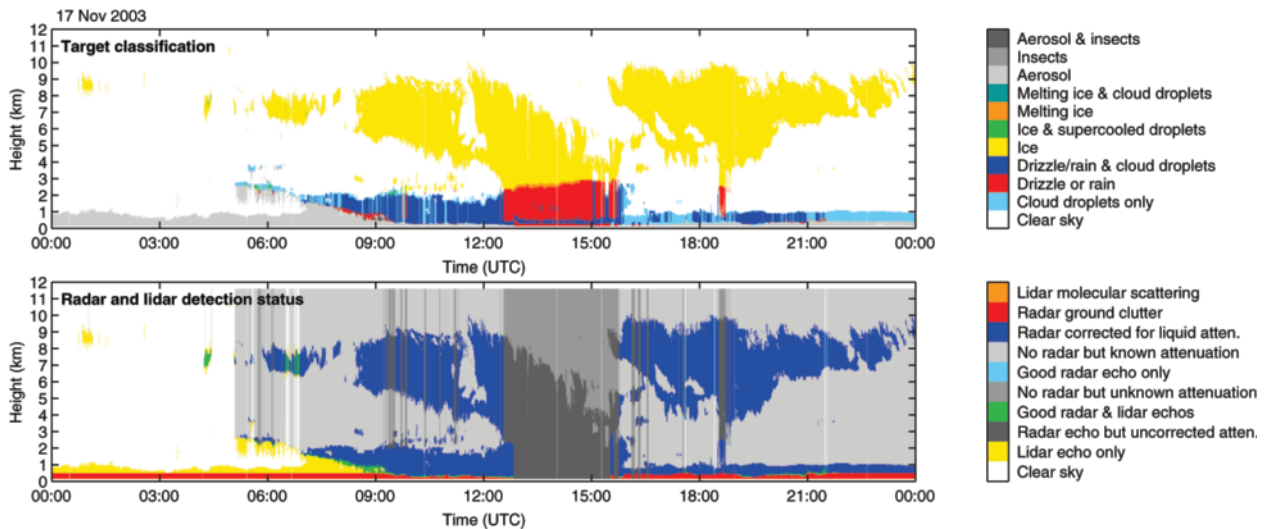 17 Nov 2003
12
11
10
9
8
7
6
5
4
3
2
1
0
Height (km)
Target classification
00:00 03:00 06:00 09:00 12:00 15:00 18:00 21:00 00:00
Time (UTC)
Aerosol & insects
Insects
Aerosol
Melting ice & cloud droplets
Melting ice
Ice & supercooled droplets
Ice
Drizzle/rain & cloud droplets
Drizzle or rain
Cloud droplets only
Clear sky
12
11
10
9
8
7
6
5
4
3
2
1
0
Height (km)
Radar and lidar detection status
00:00 03:00 06:00 09:00 12:00 15:00 18:00 21:00 00:00
Time (UTC)
Lidar molecular scattering
Radar ground clutter
Radar corrected for liquid atten.
No radar but known attenuation
Good radar echo only
No radar but unknown attenuation
Good radar & lidar echos
Radar echo but uncorrected atten.
Lidar echo only
Clear sky